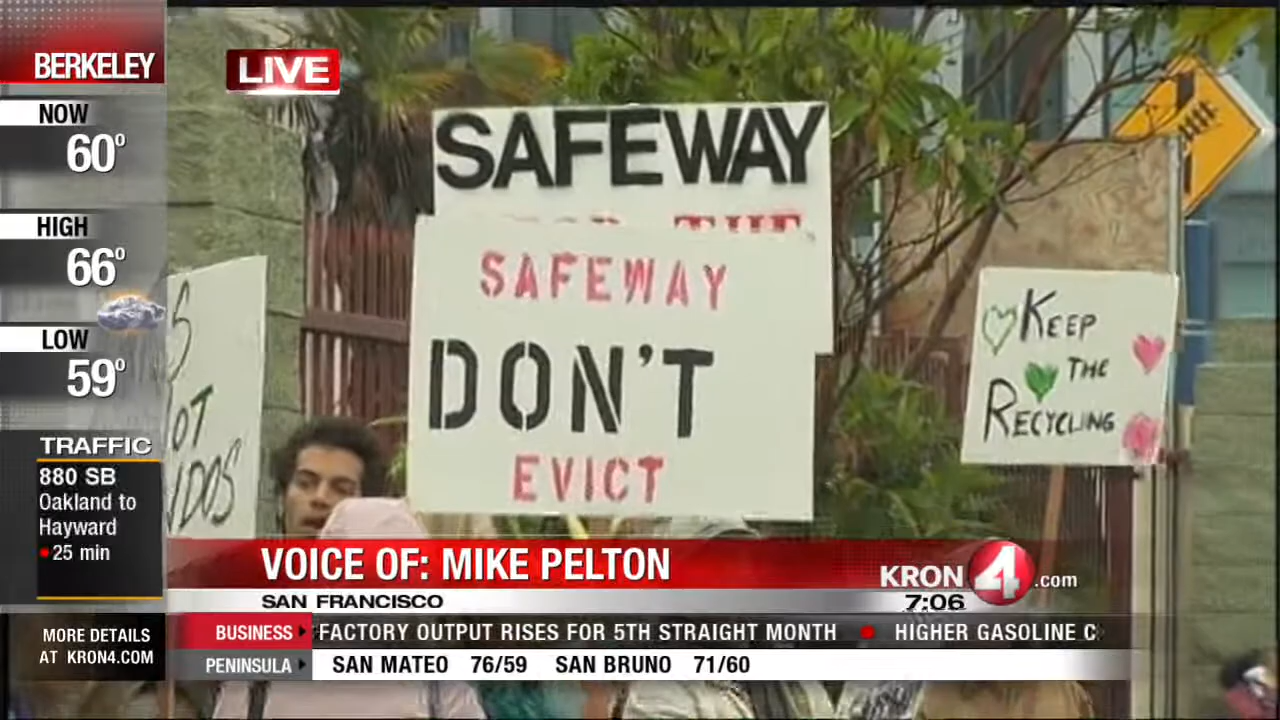 BERKELEY
NOW
60°
HIGH
66°
LOW
59°
TRAFFIC
880 SB
Oakland to
Hayward
25 min
MORE DETAILS
AT KRON4.COM
LIVE
SAFEWAY
THE
SAFEWAY
DON'T
EVICT
KEEP
THE
RECYCLING
VOICE OF: MIKE PELTON
SAN FRANCISCO
KRON 4.com
7:06
BUSINESS FACTORY OUTPUT RISES FOR 5TH STRAIGHT MONTH HIGHER GASOLINE C
PENINSULA SAN MATEO 76/59 SAN BRUNO 71/60